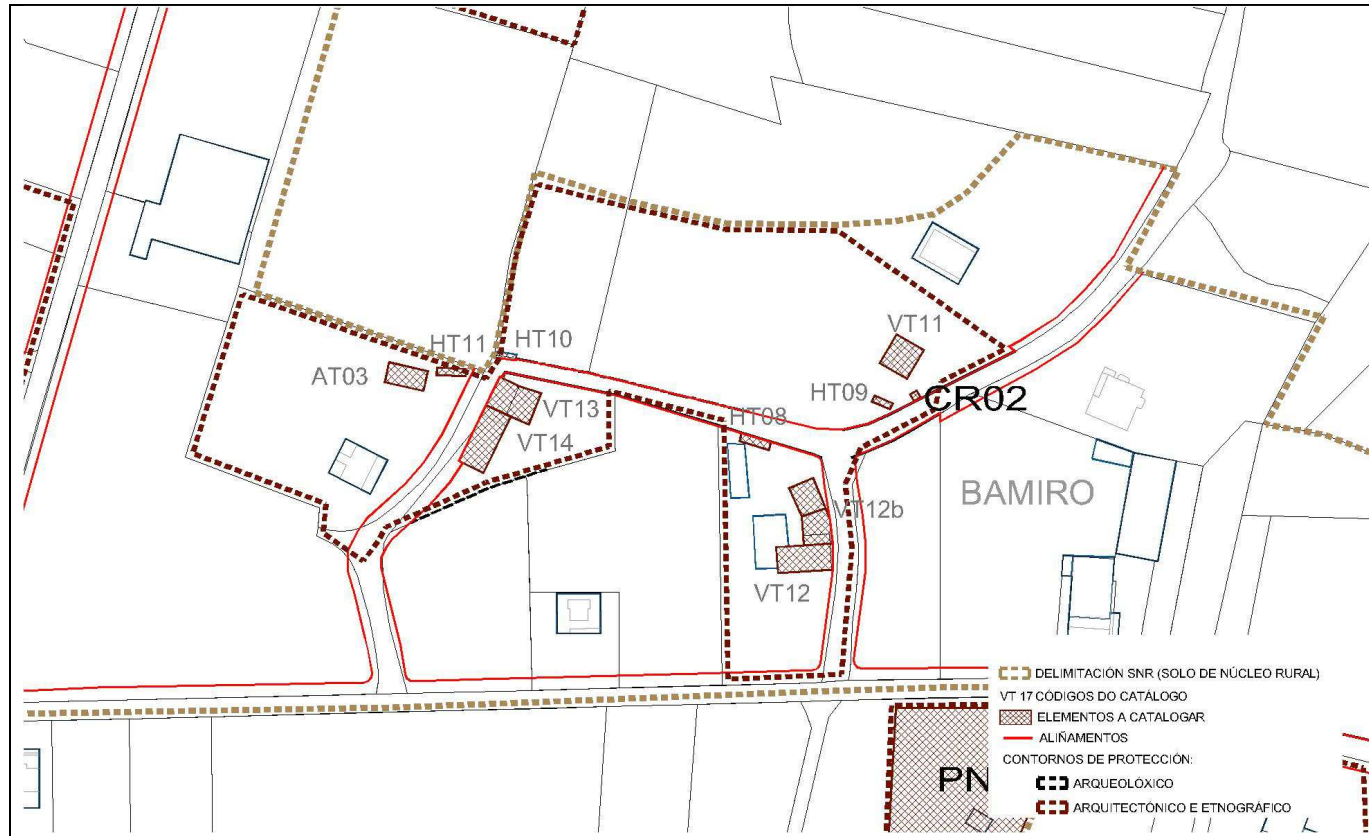 HT11
HT10
AT03
VT13
VT14
VT11
HT09
CR02
HT08
VT12b
VT12
BAMIRO
PN
DELIMITACIÓN SNR (SOLO DE NÚCLEO RURAL)
VT 17 CÓDIGOS DO CATÁLOGO
ELEMENTOS A CATALOGAR
ALIÑAMENTOS
CONTORNOS DE PROTECCIÓN:
ARQUEOLÓXICO
ARQUITECTÓNICO E ETNOGRÁFICO